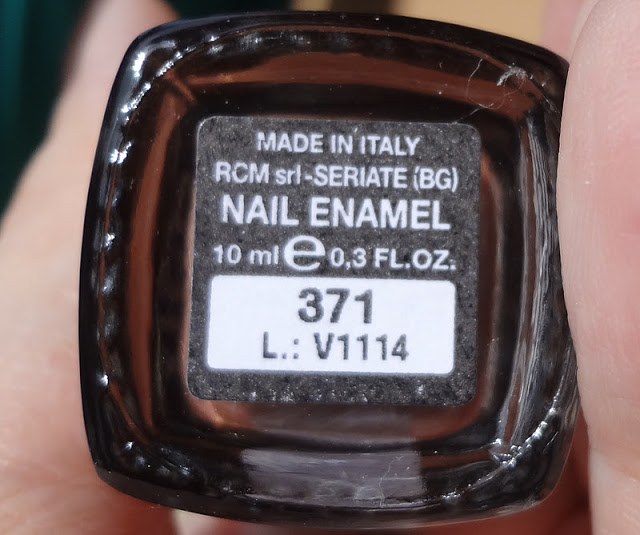 MADE IN ITALY
RCM srl-SERIATE (BG)
NAIL ENAMEL
10 ml e 0,3 FL.OZ.
371
L.: V1114